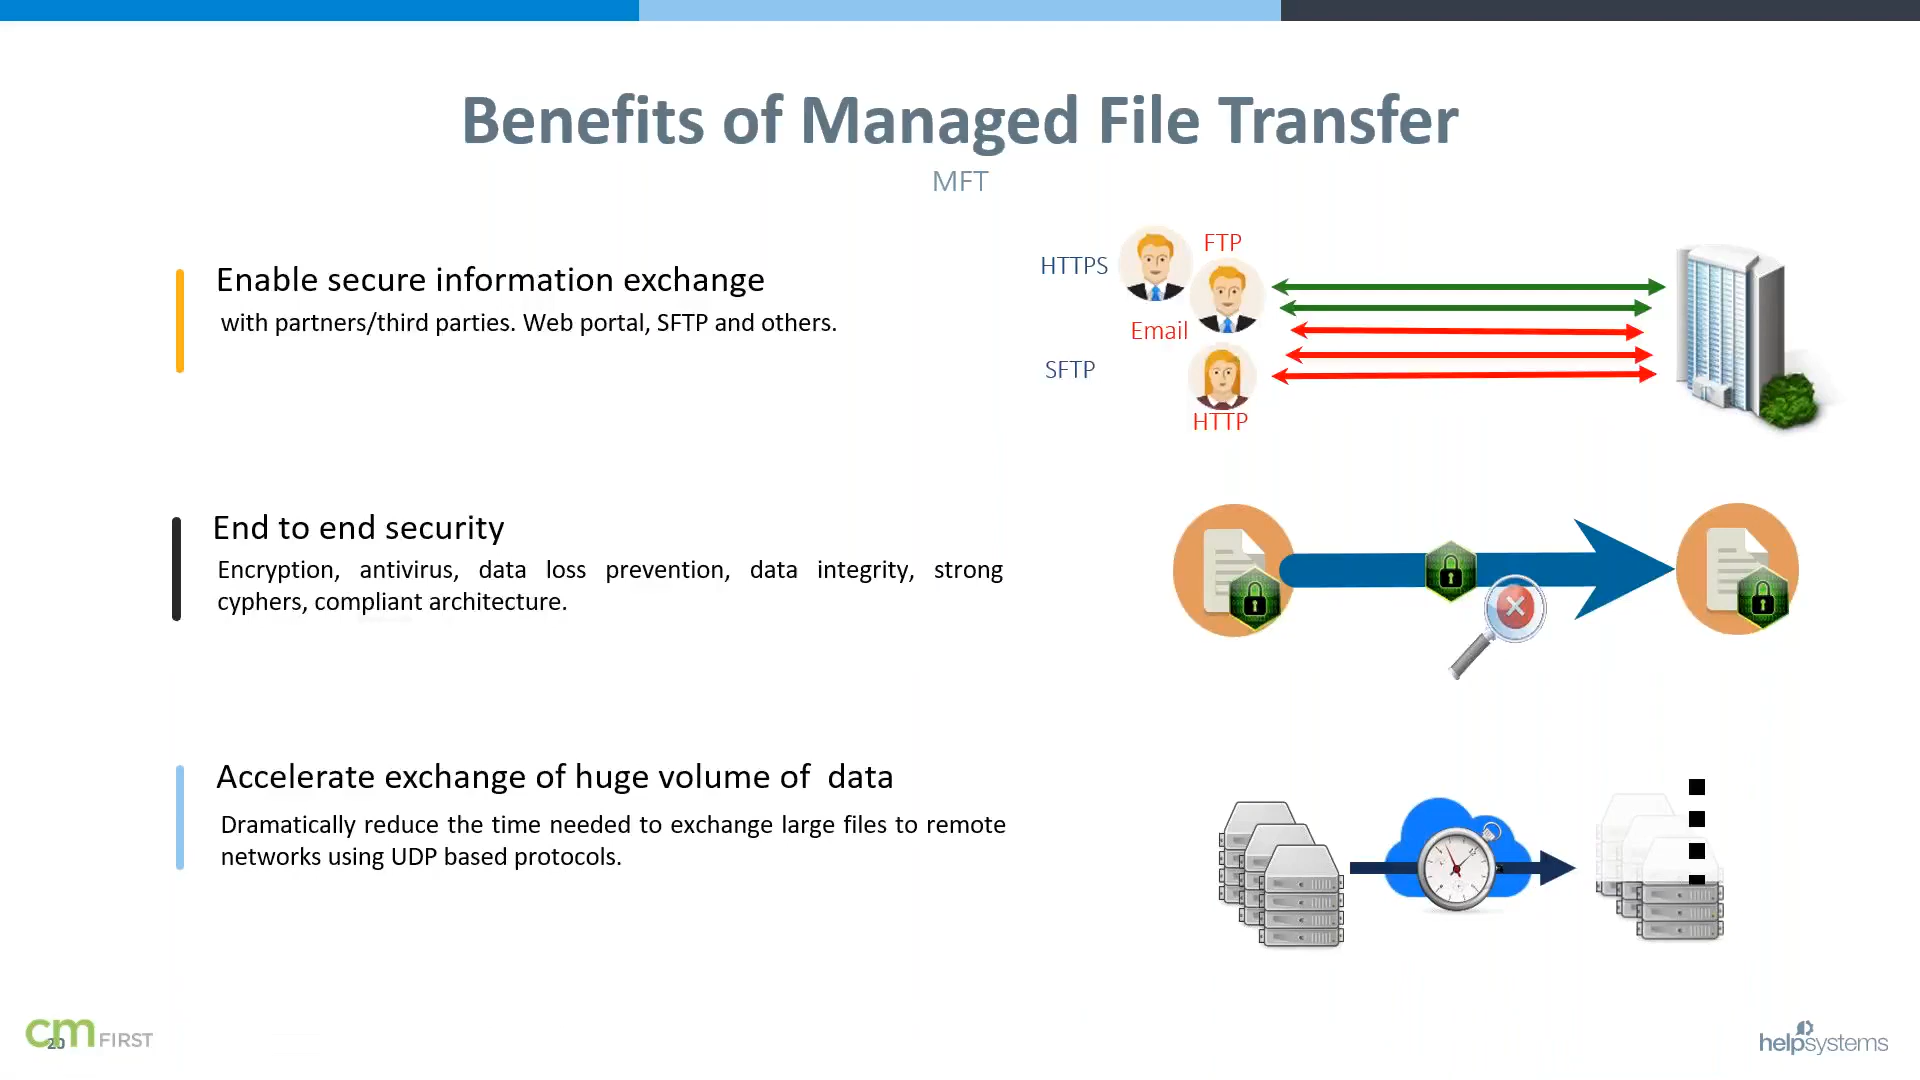 Benefits of Managed File Transfer
MFT
Enable secure information exchange
with partners/third parties. Web portal, SFTP and others.
HTTPS
FTP
Email
SFTP
HTTP
End to end security
Encryption, antivirus, data loss prevention, data integrity, strong
cyphers, compliant architecture.
Accelerate exchange of huge volume of data
Dramatically reduce the time needed to exchange large files to remote
networks using UDP based protocols.
cm FIRST
20
helpsystems